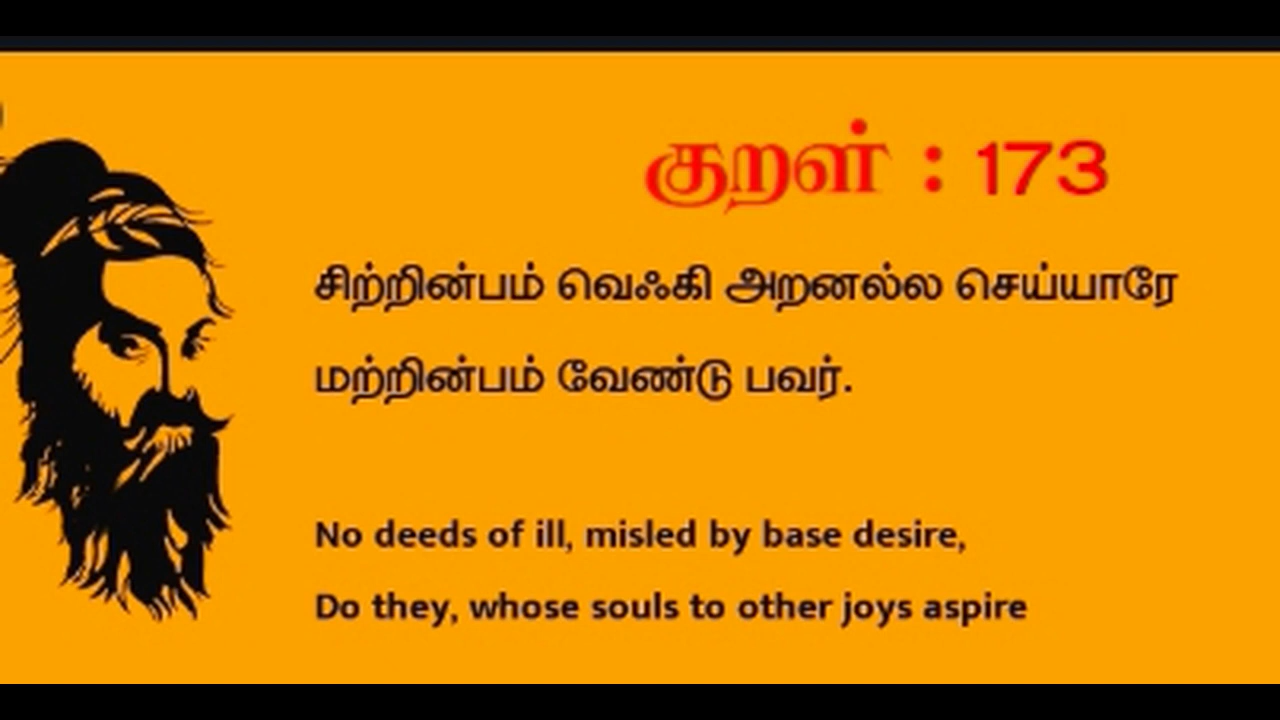 குறள் : 173
சிற்றின்பம் வெஃகி அறனல்ல செய்யாரே
மற்றின்பம் வேண்டு பவர்.
No deeds of ill, misled by base desire,
Do they, whose souls to other joys aspire